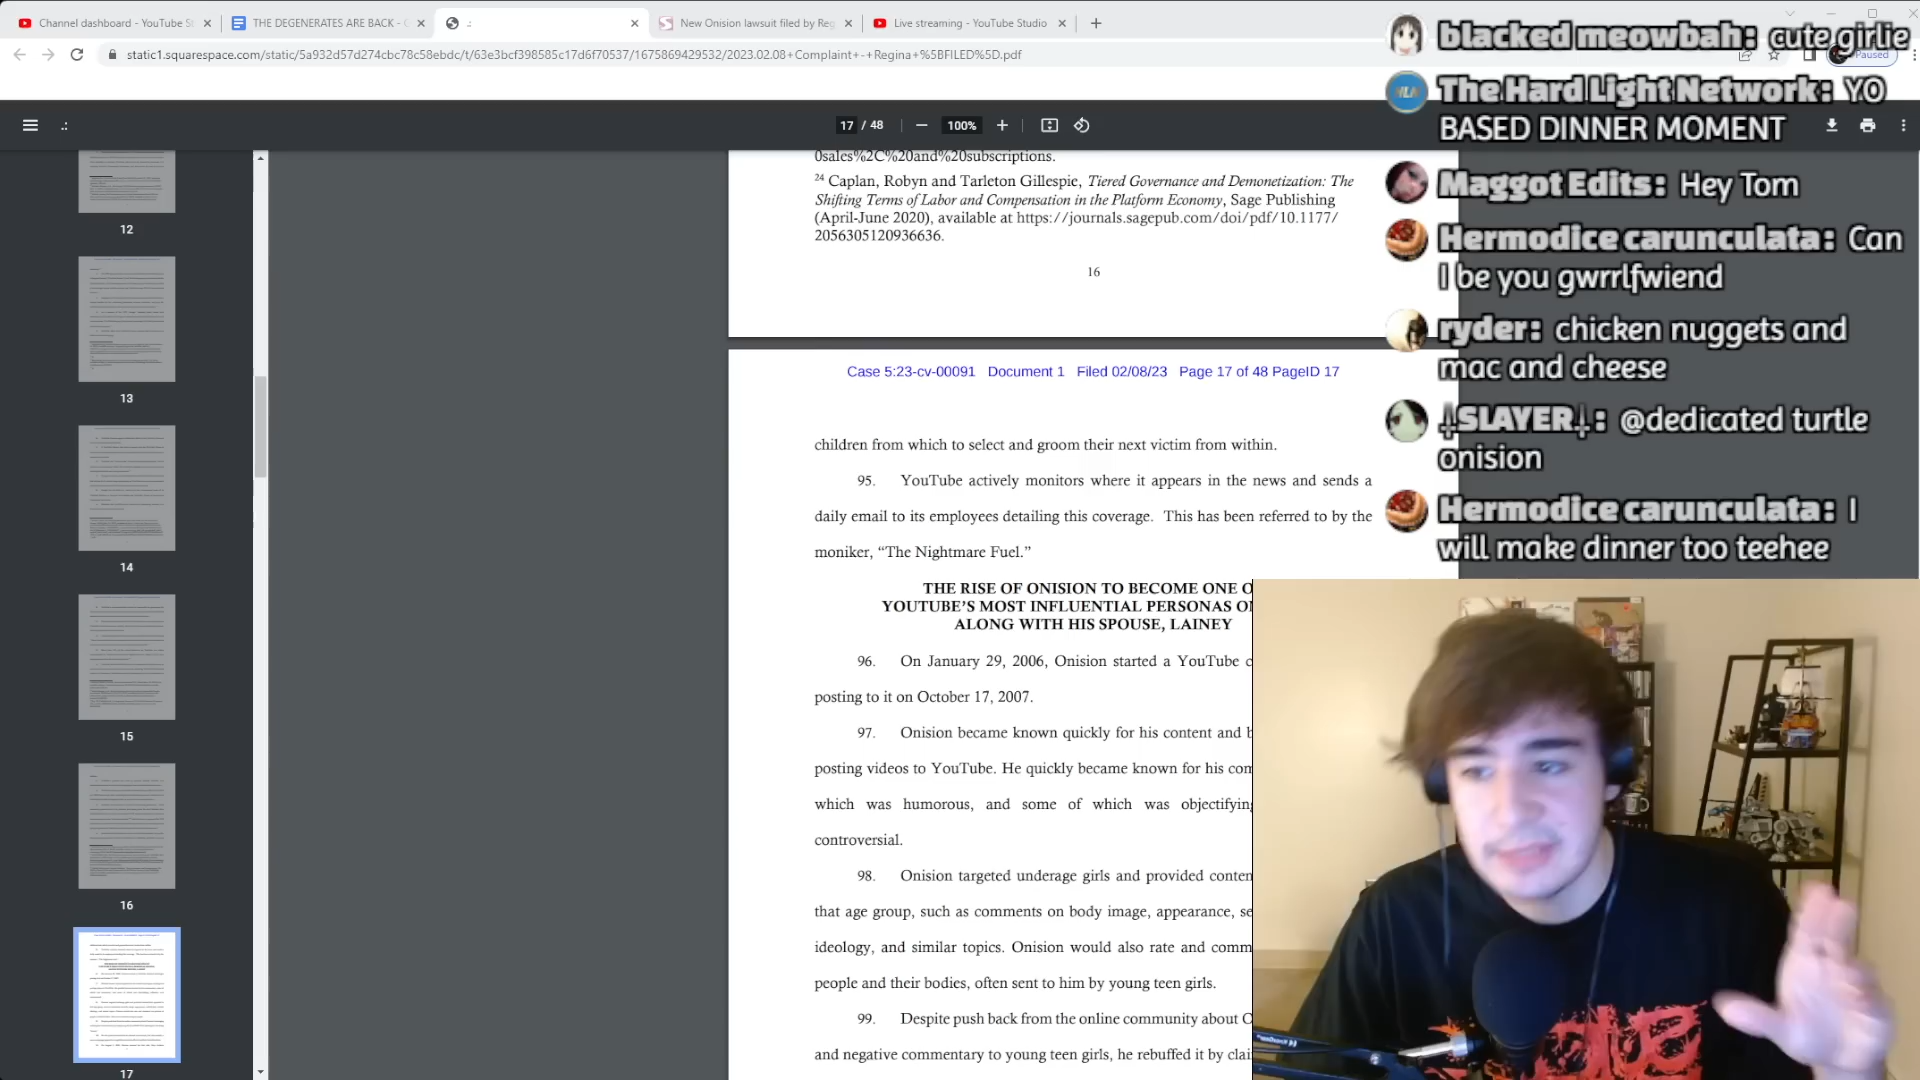 Channel dashboard - YouTube St
THE DEGENERATES ARE BACK -
.:
New Onision lawsuit filed by Reg
Live streaming - YouTube Studio
static1.squarespace.com/static/5a932d57d274cbc78c58ebdc/t/63e3bcf398585c17d6f70537/1675869429532/2023.02.08+Complaint+-+Regina+%5BFILED%5D.pdf
Paused
.:
17 / 48
100%
12
13
14
15
16
17
0sales%2C%20and%20subscriptions.
24 Caplan, Robyn and Tarleton Gillespie, Tiered Governance and Demonetization: The
Shifting Terms of Labor and Compensation in the Platform Economy, Sage Publishing
(April-June 2020), available at https://journals.sagepub.com/doi/pdf/10.1177/
2056305120936636.
16
Case 5:23-cv-00091 Document 1 Filed 02/08/23 Page 17 of 48 PageID 17
children from which to select and groom their next victim from within.
95. YouTube actively monitors where it appears in the news and sends a
daily email to its employees detailing this coverage. This has been referred to by the
moniker, “The Nightmare Fuel.”
THE RISE OF ONISION TO BECOME ONE O
YOUTUBE’S MOST INFLUENTIAL PERSONAS ON
ALONG WITH HIS SPOUSE, LAINEY
96. On January 29, 2006, Onision started a YouTube c
posting to it on October 17, 2007.
97. Onision became known quickly for his content and b
posting videos to YouTube. He quickly became known for his com
which was humorous, and some of which was objectifying
controversial.
98. Onision targeted underage girls and provided conten
that age group, such as comments on body image, appearance, se
ideology, and similar topics. Onision would also rate and comm
people and their bodies, often sent to him by young teen girls.
99. Despite push back from the online community about O
and negative commentary to young teen girls, he rebuffed it by clai
blacked meowbah: cute girlie
The Hard Light Network: YO
BASED DINNER MOMENT
Maggot Edits: Hey Tom
Hermodice carunculata: Can
I be you gwrrlfwiend
ryder: chicken nuggets and
mac and cheese
⸸SLAYER⸸: @dedicated turtle
onision
Hermodice carunculata: I
will make dinner too teehee
HLN